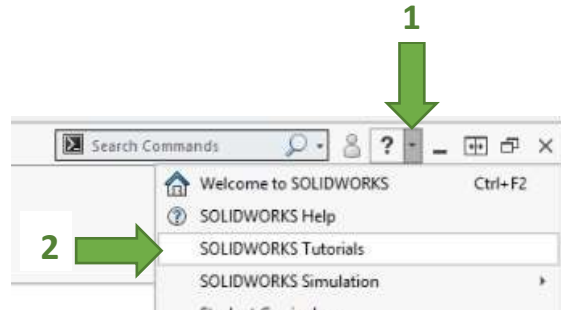 1
Search Commands
?
Welcome to SOLIDWORKS Ctrl+F2
? SOLIDWORKS Help
2
SOLIDWORKS Tutorials
SOLIDWORKS Simulation